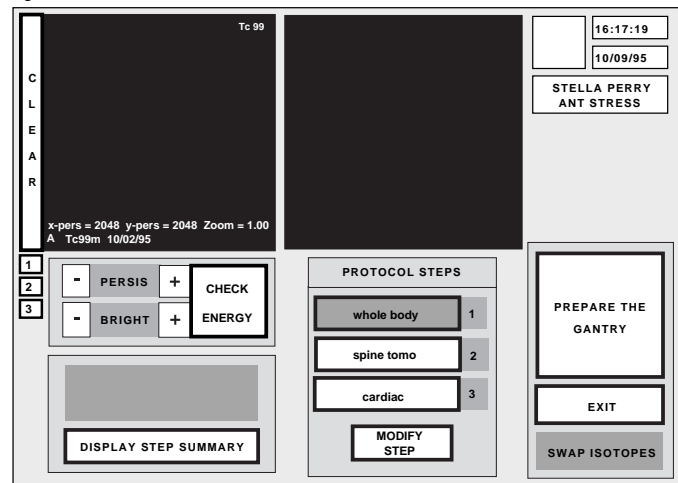 Tc 99
C
L
E
A
R
x-pers = 2048 y-pers = 2048 Zoom = 1.00
A Tc99m 10/02/95
16:17:19
10/09/95
STELLA PERRY
ANT STRESS
1
2
3
- PERSIS +
- BRIGHT +
CHECK
ENERGY
DISPLAY STEP SUMMARY
PROTOCOL STEPS
whole body 1
spine tomo 2
cardiac 3
MODIFY
STEP
PREPARE THE
GANTRY
EXIT
SWAP ISOTOPES